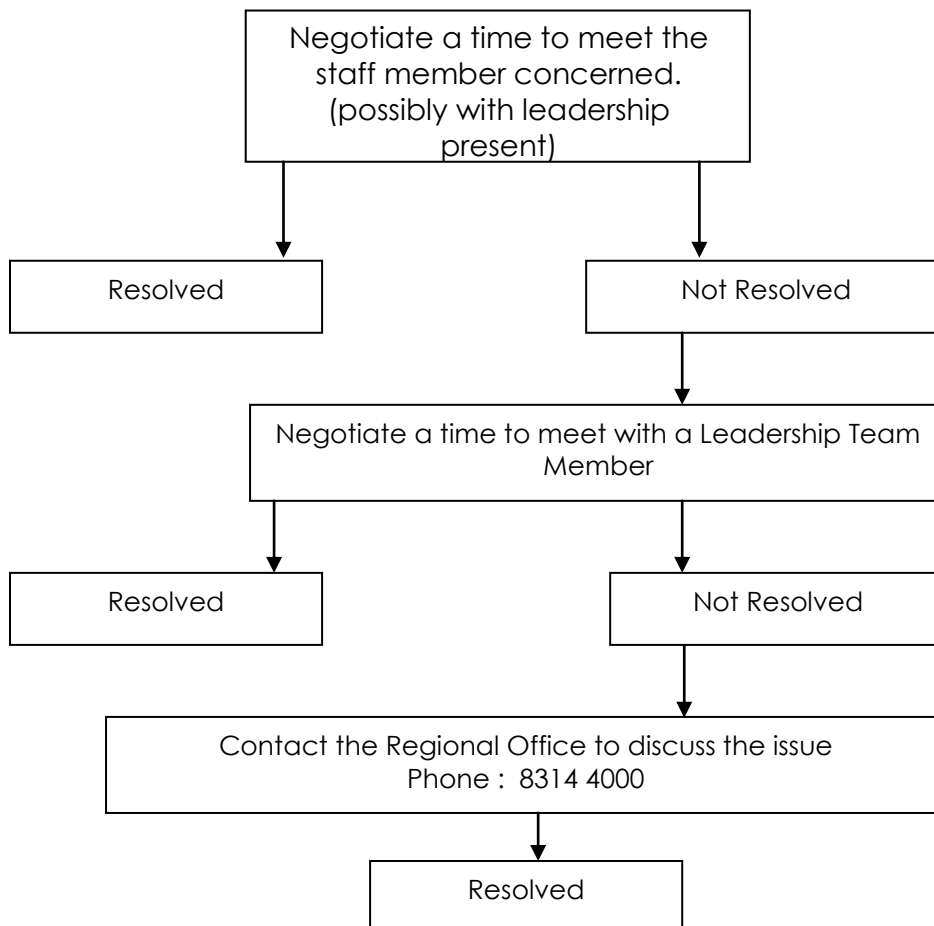 Negotiate a time to meet the
staff member concerned.
(possibly with leadership
present)
Resolved
Not Resolved
Negotiate a time to meet with a Leadership Team
Member
Resolved
Not Resolved
Contact the Regional Office to discuss the issue
Phone : 8314 4000
Resolved